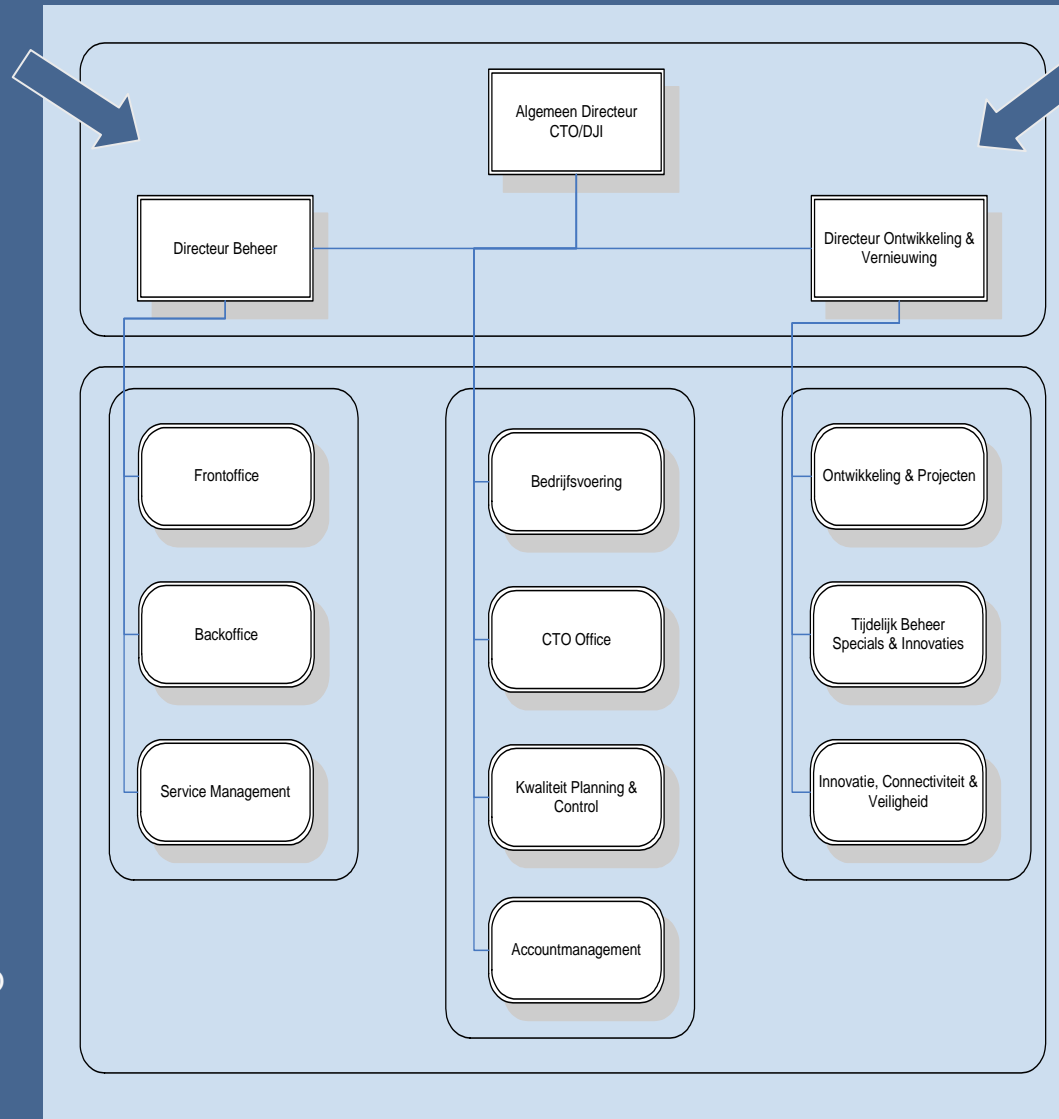 Algemeen Directeur
CTO/DJI
Directeur Beheer
Directeur Ontwikkeling &
Vernieuwing
Frontoffice
Backoffice
Service Management
Bedrijfsvoering
CTO Office
Kwaliteit Planning &
Control
Accountmanagement
Ontwikkeling & Projecten
Tijdelijk Beheer
Specials & Innovaties
Innovatie, Connectiviteit &
Veiligheid